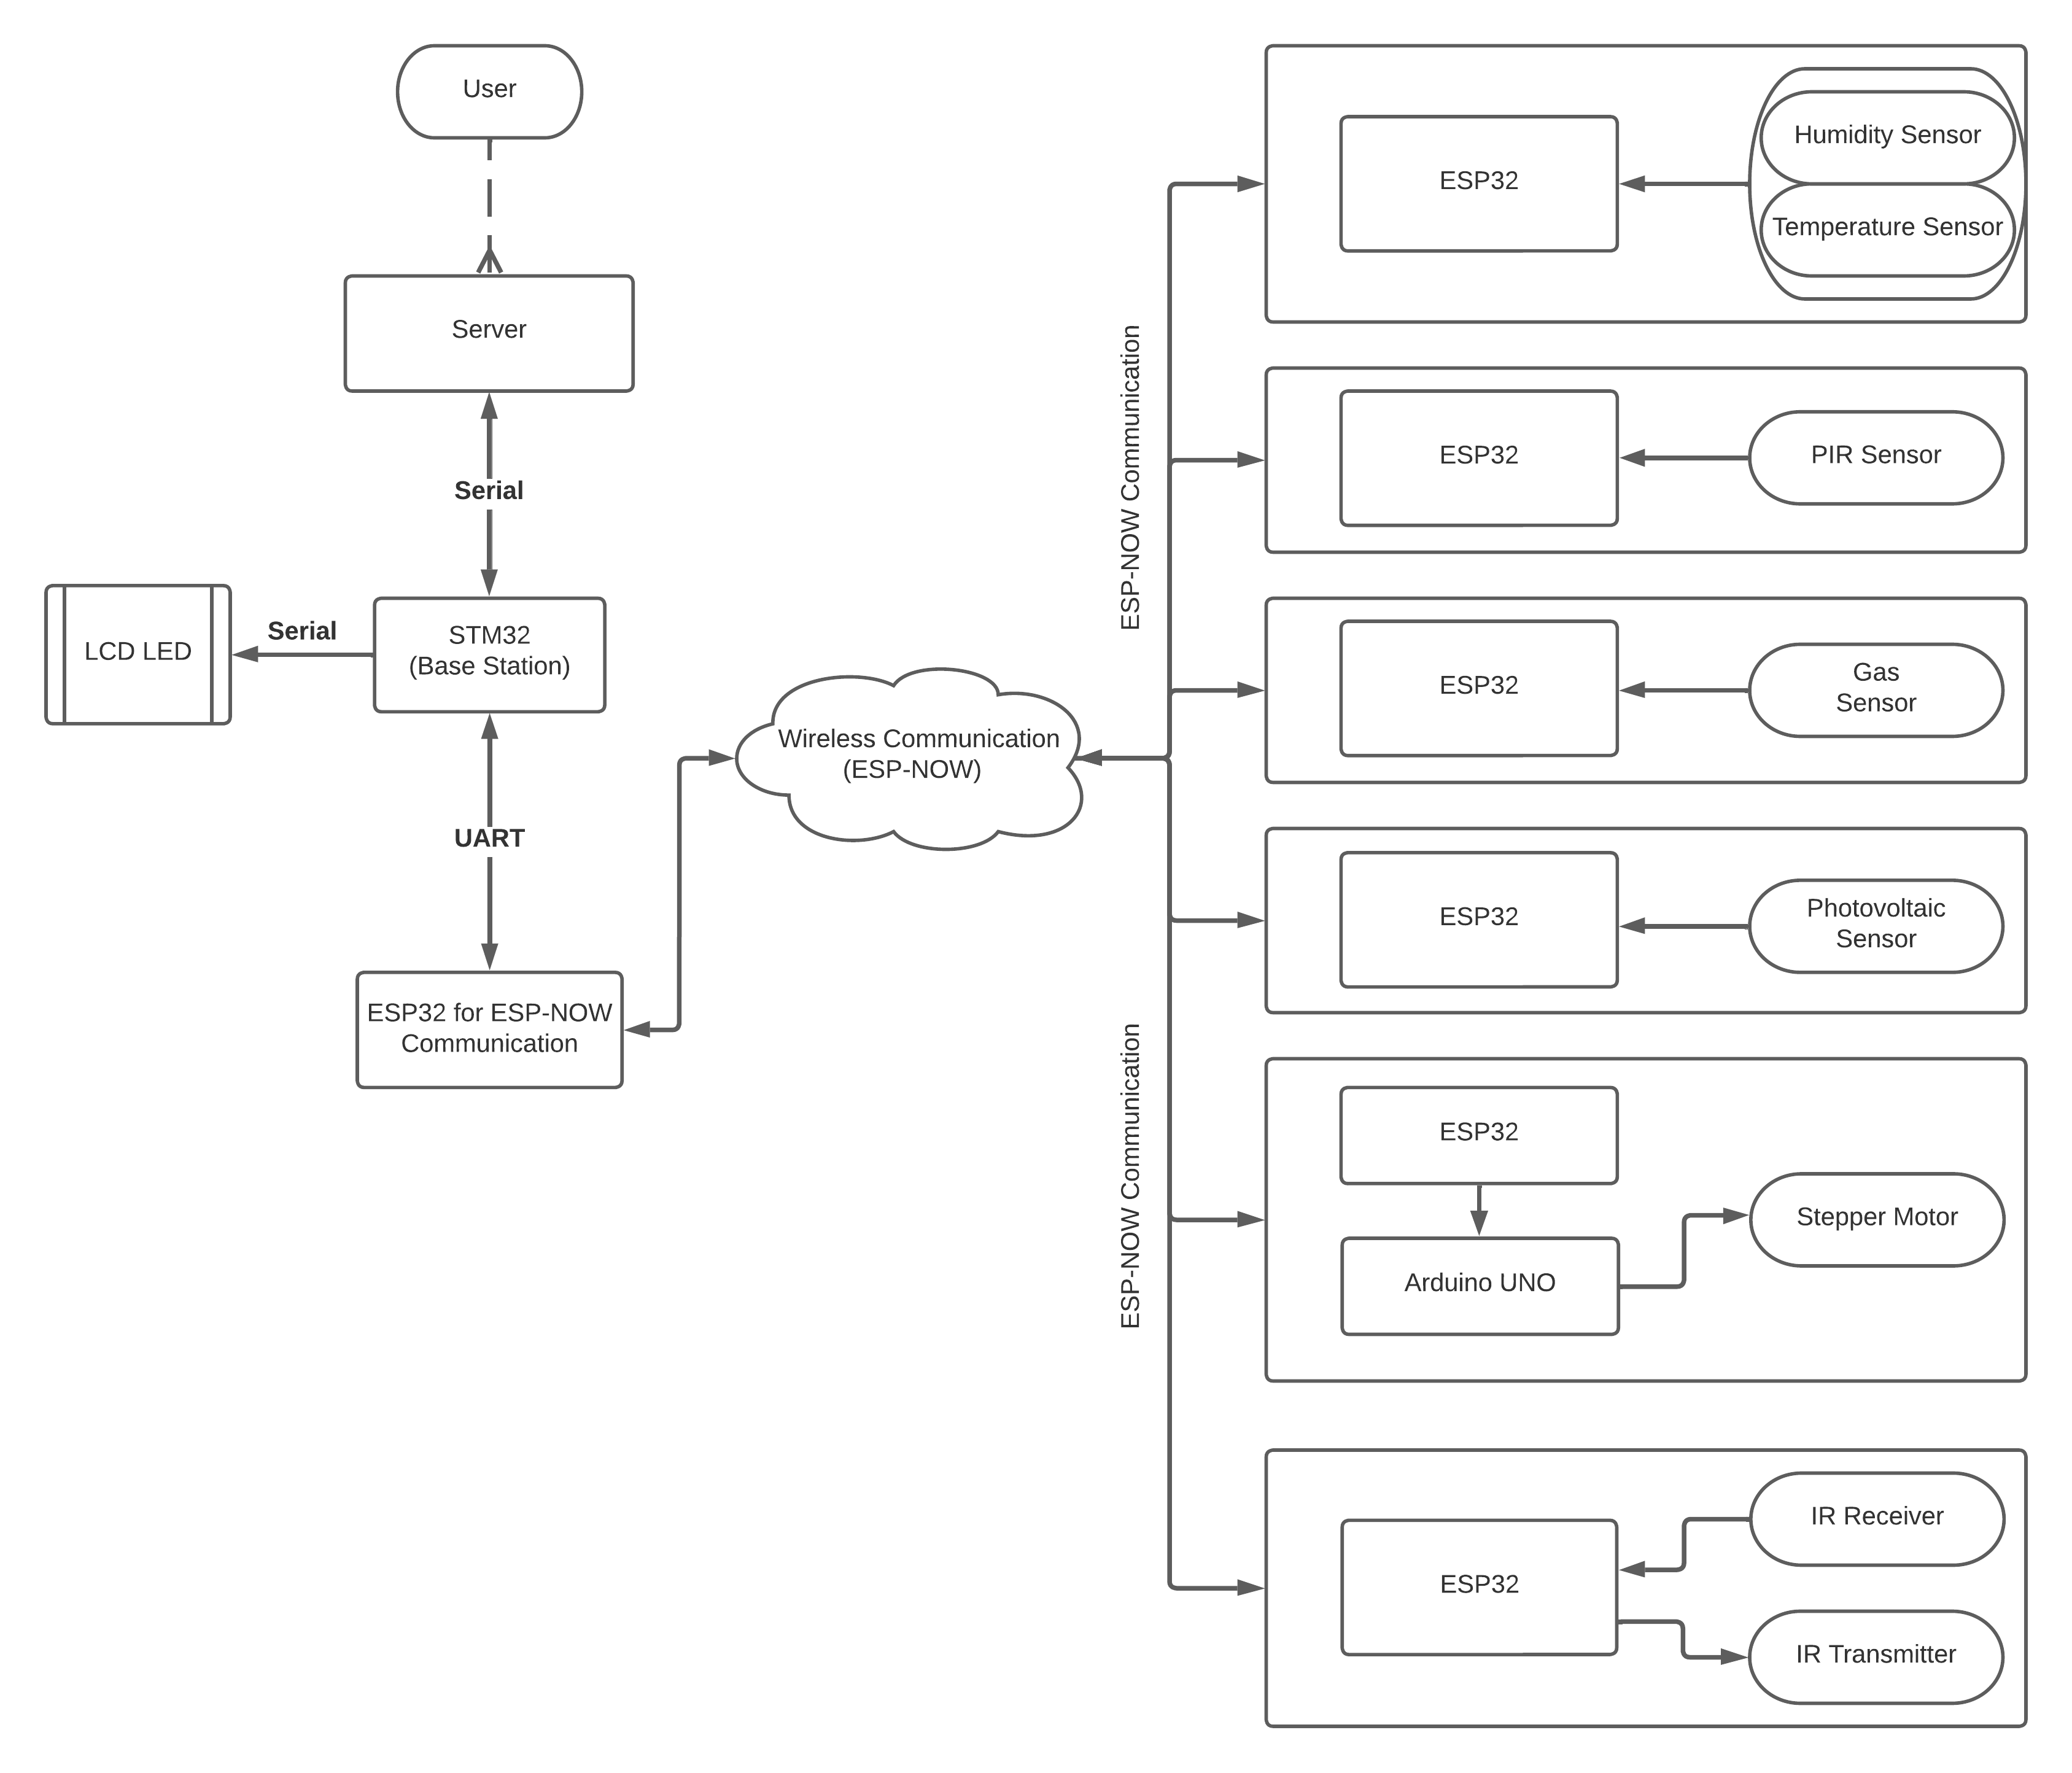 User
Server
Serial
LCD LED
Serial
STM32
(Base Station)
UART
ESP32 for ESP-NOW
Communication
Wireless Communication
(ESP-NOW)
ESP-NOW Communication
ESP-NOW Communication
ESP32
Humidity Sensor
Temperature Sensor
ESP32
PIR Sensor
ESP32
Gas
Sensor
ESP32
Photovoltaic
Sensor
ESP32
Arduino UNO
Stepper Motor
ESP32
IR Receiver
IR Transmitter